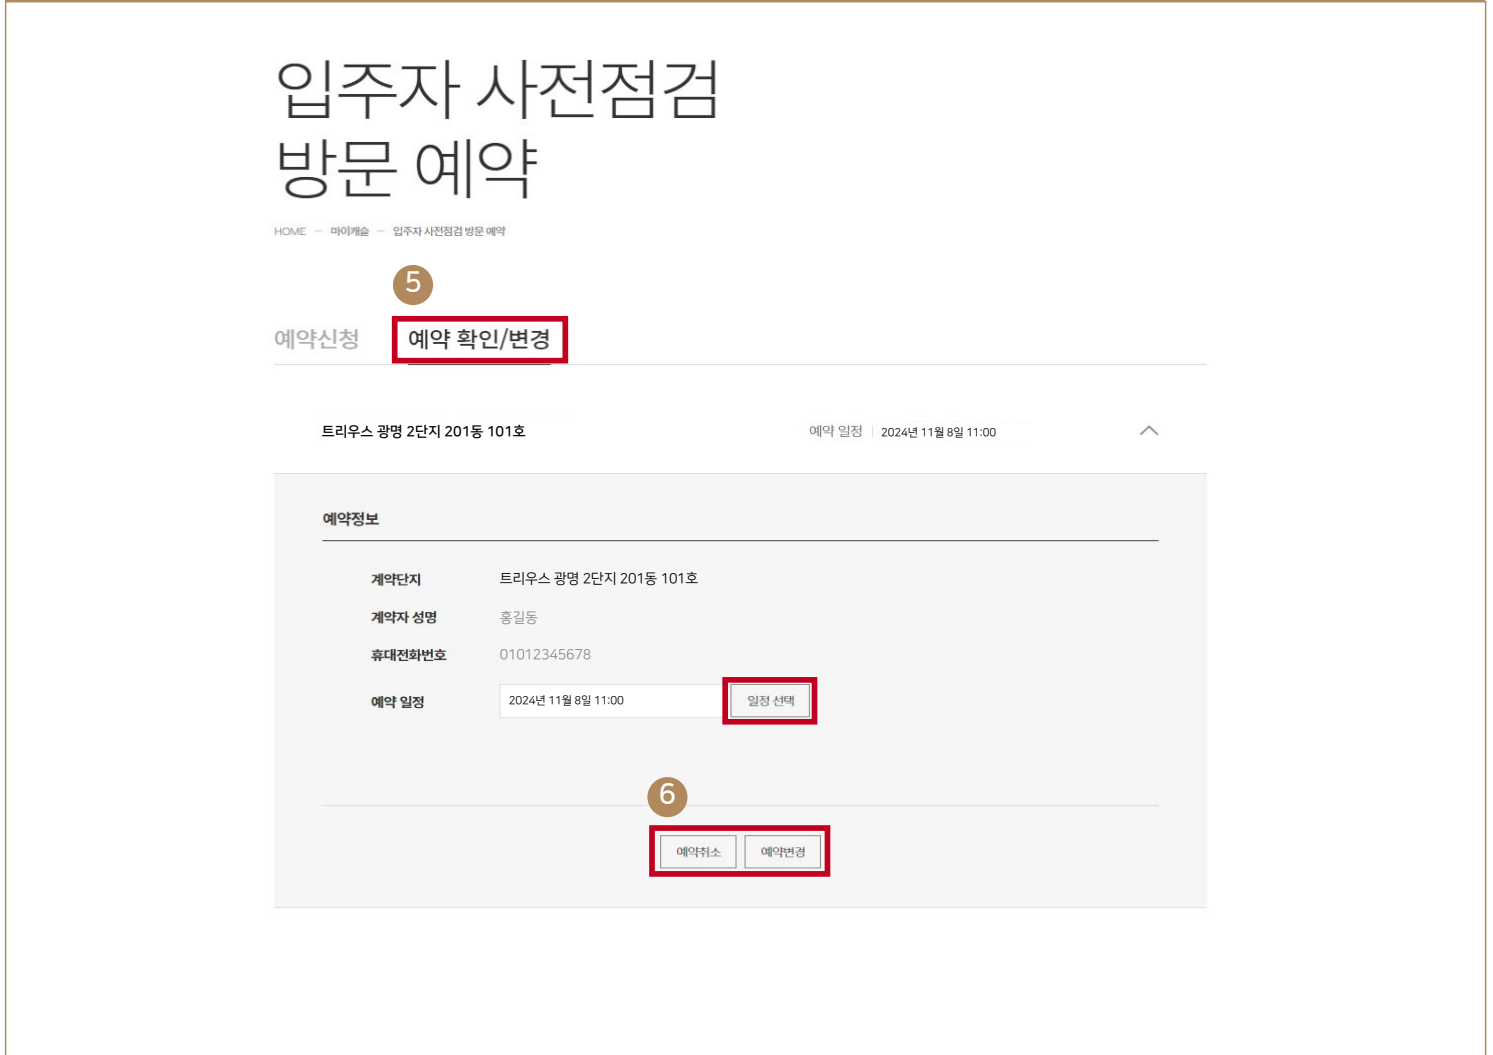 입주자 사전점검
방문 예약
HOME ─ 마이캐슬 ─ 입주자 사전점검 방문 예약
5
예약신청 예약 확인/변경
트리우스 광명 2단지 201동 101호 예약 일정 | 2024년 11월 8일 11:00
예약정보
계약단지 트리우스 광명 2단지 201동 101호
계약자 성명 홍길동
휴대전화번호 01012345678
예약 일정 2024년 11월 8일 11:00 일정 선택
6
예약취소 예약변경